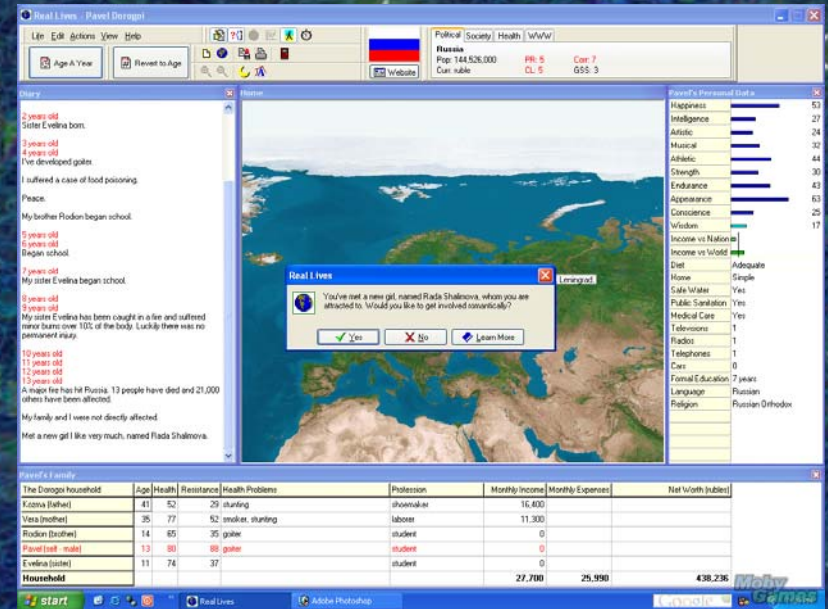 Real Lives - Pavel Dorogoi
Life Edit Actions View Help
Age A Year
Revert to Age
Website
Political Society Health WWW
Russia
Pop: 144,526,000 PR: 5 Corr: 7
Curr: ruble CL: 5 GSS: 3
Diary
2 years old
Sister Evelina born.
3 years old
4 years old
I've developed goiter.
I suffered a case of food poisoning.
Peace.
My brother Rodion began school.
5 years old
6 years old
Began school.
7 years old
My sister Evelina began school.
8 years old
9 years old
My sister Evelina has been caught in a fire and suffered
minor burns over 10% of the body. Luckily there was no
permanent injury.
10 years old
11 years old
12 years old
13 years old
A major fire has hit Russia. 13 people have died and 21,000
others have been affected.
My family and I were not directly affected.
Met a new girl I like very much, named Rada Shalimova.
Home
Leningrad
Real Lives
You've met a new girl, named Rada Shalimova, whom you are
attracted to. Would you like to get involved romantically?
Yes No Learn More
Pavel's Personal Data
Happiness 53
Intelligence 27
Artistic 24
Musical 32
Athletic 44
Strength 30
Endurance 43
Appearance 63
Conscience 25
Wisdom 17
Income vs Nation
Income vs World
Diet Adequate
Home Simple
Safe Water Yes
Public Sanitation Yes
Medical Care Yes
Televisions 1
Radios 1
Telephones 1
Cars 0
Formal Education 7 years
Language Russian
Religion Russian Orthodox
Pavel's Family
The Dorogoi household Age Health Resistance Health Problems Profession Monthly Income Monthly Expenses Net Worth (rubles)
Kozma (father) 41 52 29 stunting shoemaker 16,400
Vera (mother) 35 77 52 smoker, stunting laborer 11,300
Rodion (brother) 14 65 35 goiter student 0
Pavel (self - male) 13 80 88 goiter student 0
Evelina (sister) 11 74 37 student 0
Household 27,700 25,990 438,236
start Real Lives Adobe Photoshop Google
Moby Games